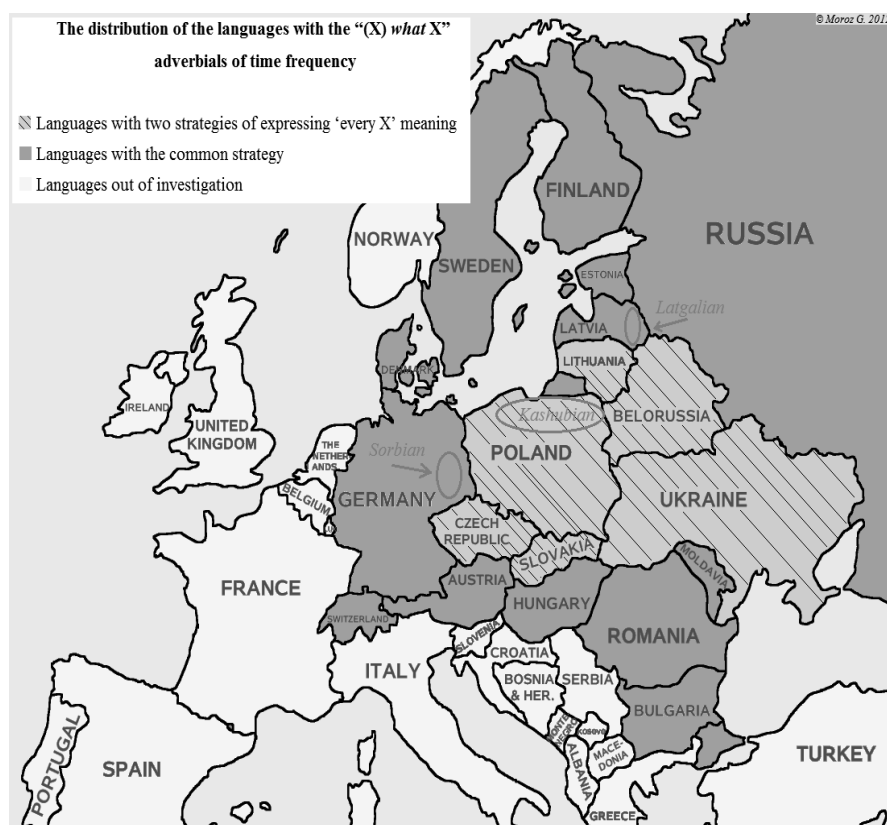 The distribution of the languages with the “(X) what X”
adverbials of time frequency
Languages with two strategies of expressing ‘every X’ meaning
Languages with the common strategy
Languages out of investigation
© Moroz G. 201
FINLAND
RUSSIA
NORWAY
SWEDEN
ESTONIA
Latgalian
LATVIA
LITHUANIA
DENMARK
IRELAND
UNITED
KINGDOM
Kashubian
BELORUSSIA
THE
NETHER
ANDS
Sorbian
POLAND
BELGIUM
GERMANY
UKRAINE
CZECH
REPUBLIC
SLOVAKIA
MOLDAVIA
FRANCE
AUSTRIA
HUNGARY
SWITZERLAND
ROMANIA
SLOVENIA
CROATIA
ITALY
BOSNIA
& HER.
SERBIA
BULGARIA
MONTE
NEGRO
KOSOVO
MACE-
DONIA
ALBANIA
PORTUGAL
SPAIN
TURKEY
GREECE